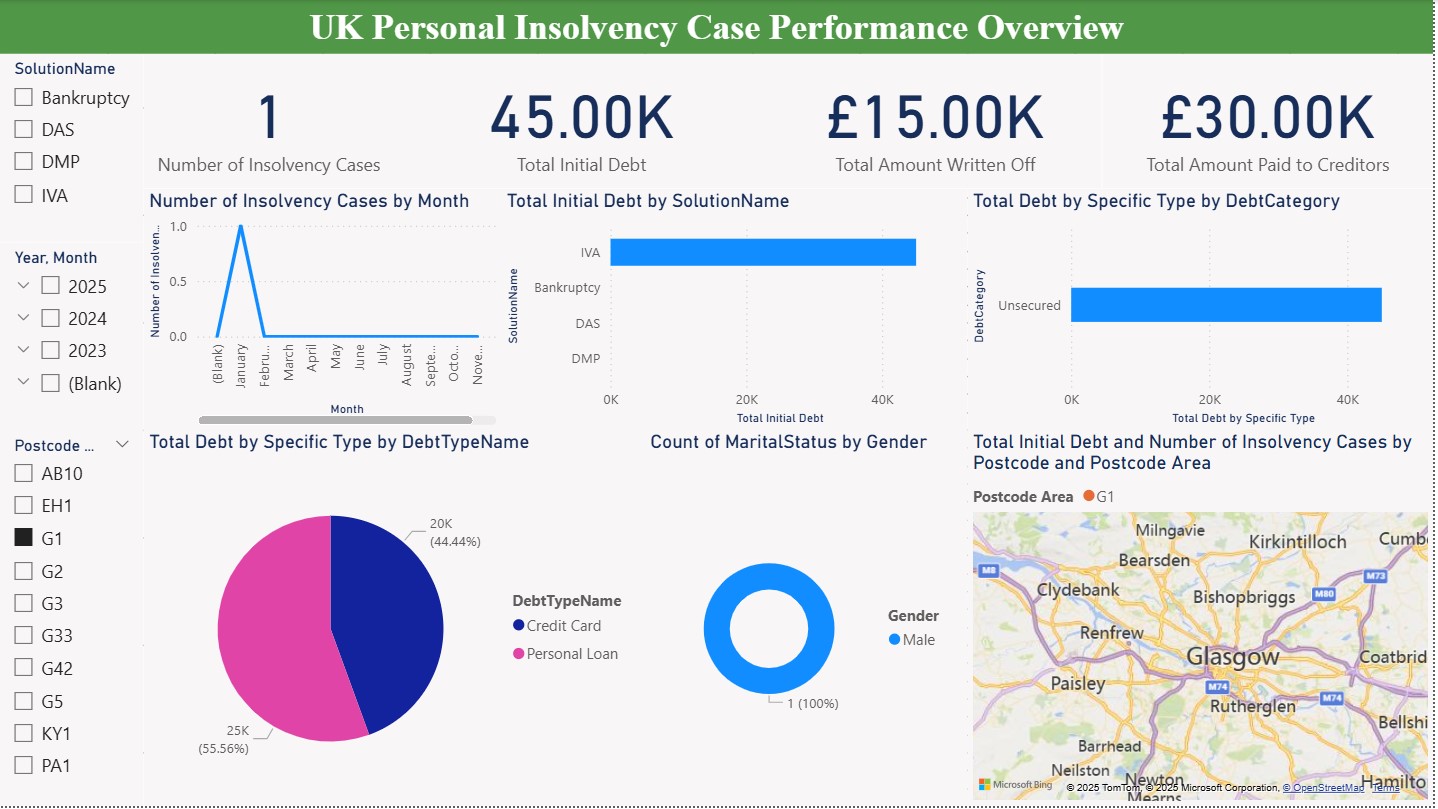 UK Personal Insolvency Case Performance Overview
SolutionName
Bankruptcy
DAS
DMP
IVA
Year, Month
2025
2024
2023
(Blank)
Postcode ...
AB10
EH1
G1
G2
G3
G33
G42
G5
KY1
PA1
1
Number of Insolvency Cases
45.00K
Total Initial Debt
£15.00K
Total Amount Written Off
£30.00K
Total Amount Paid to Creditors
Number of Insolvency Cases by Month
Number of Insolven...
1.0
0.5
0.0
(Blank)
January
Febru...
March
April
May
June
July
August
Septe...
Octo...
Nove...
Month
Total Initial Debt by SolutionName
SolutionName
IVA
Bankruptcy
DAS
DMP
0K
20K
40K
Total Initial Debt
Total Debt by Specific Type by DebtCategory
DebtCategory
Unsecured
0K
20K
40K
Total Debt by Specific Type
Total Debt by Specific Type by DebtTypeName
20K
(44.44%)
25K
(55.56%)
DebtTypeName
Credit Card
Personal Loan
Count of MaritalStatus by Gender
1 (100%)
Gender
Male
Total Initial Debt and Number of Insolvency Cases by
Postcode and Postcode Area
Postcode Area
G1
Milngavie
Kirkintilloch
Cumb
Bearsden
M8
M73
Clydebank
Bishopbriggs
M80
Renfrew
Glasgow
Coatbrid
Paisley
M74
M74
Rutherglen
Bellshi
Barrhead
Neilston
Newton
Mearns
Hamilto
Microsoft Bing
© 2025 TomTom, © 2025 Microsoft Corporation, © OpenStreetMap Terms